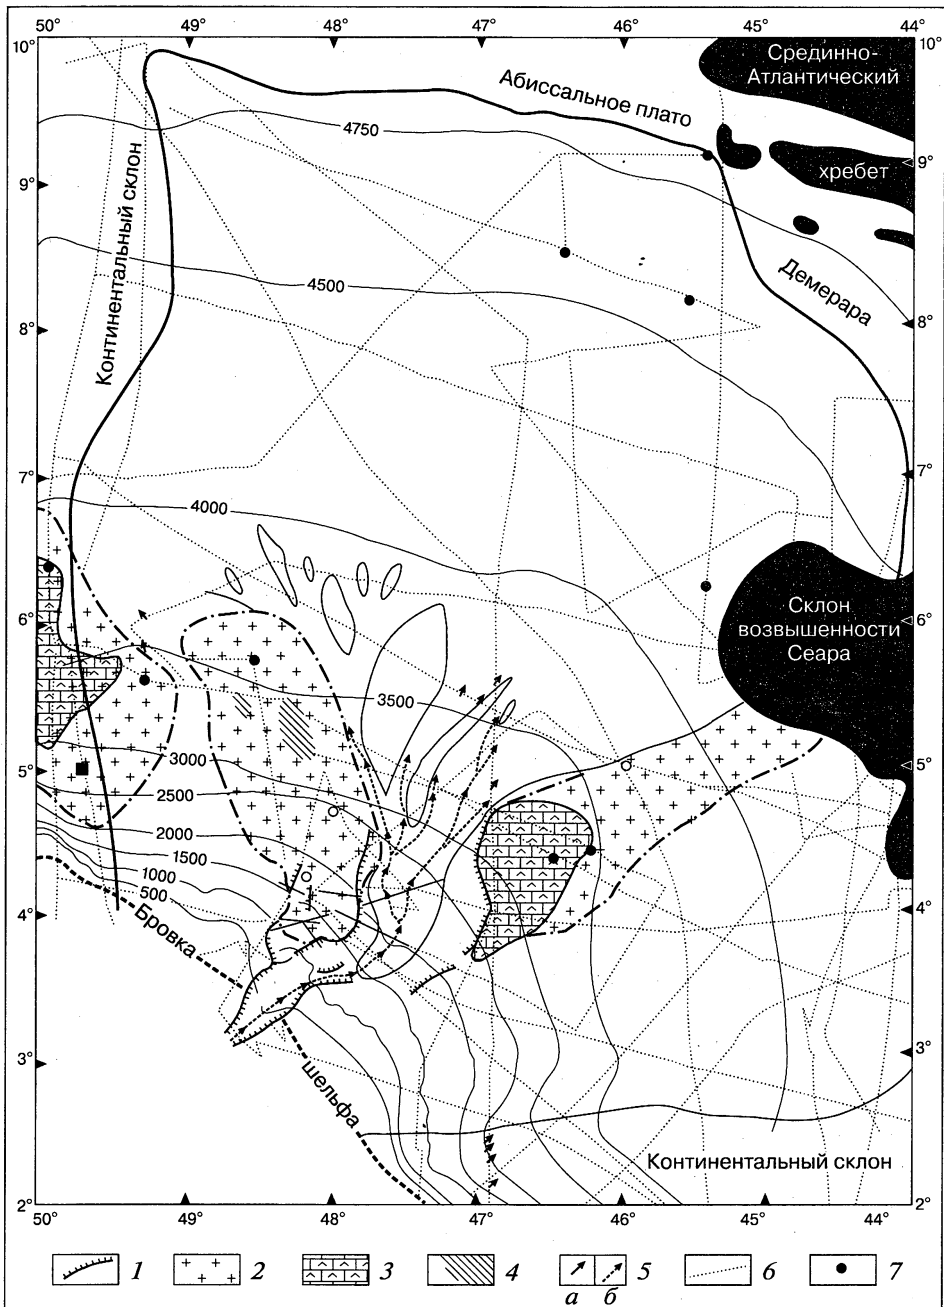 50 49° 48° 47° 46° 45° 44°
10° 10°
Срединно-
Атлантический
Абиссальное плато
4750
хребет
9° 9°
Континентальный склон
Демерара
4500
8° 8°
7° 7°
4000
Склон
возвышенности
Сеара
6° 6°
3500
3000
5° 5°
2500
2000
1500
1000
500
4° 4°
Бровка
шельфа
3° 3°
Континентальный склон
2° 2°
50° 49° 48° 47° 46° 45° 44°
1 2 3 4 5 6 7
а б